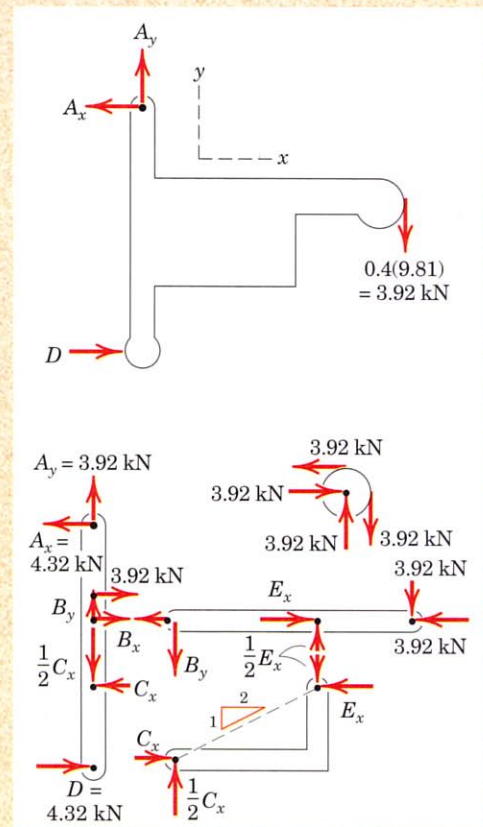 A_y
y
A_x
x
0.4(9.81)
= 3.92 kN
D
A_y = 3.92 kN
3.92 kN
3.92 kN
A_x =
4.32 kN
3.92 kN
3.92 kN
3.92 kN
3.92 kN
E_x
B_y
B_x
3.92 kN
1/2 C_x
B_y
1/2 E_x
C_x
2
1
E_x
C_x
D =
4.32 kN
1/2 C_x